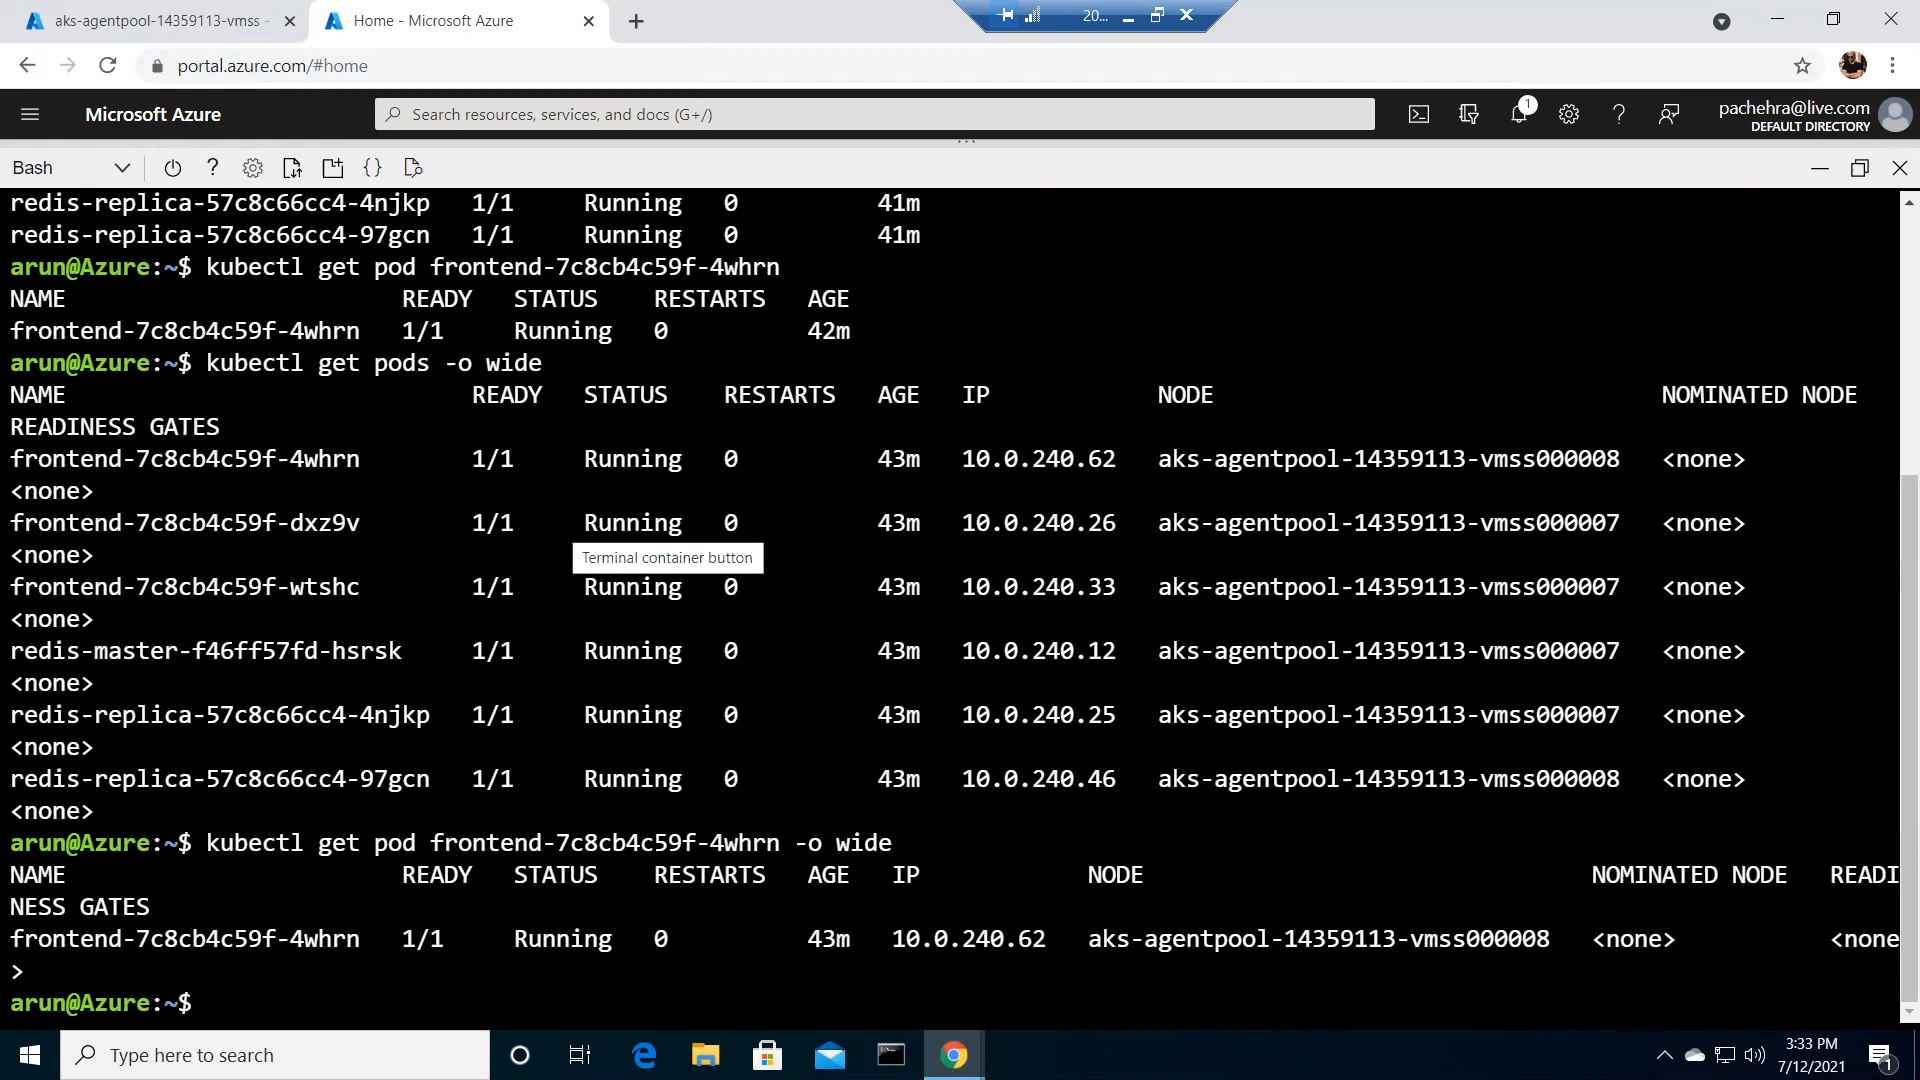 aks-agentpool-14359113-vmss -
Home - Microsoft Azure
20...
portal.azure.com/#home
Microsoft Azure
Search resources, services, and docs (G+/)
1
pachehra@live.com
DEFAULT DIRECTORY
Bash
redis-replica-57c8c66cc4-4njkp 1/1 Running 0 41m
redis-replica-57c8c66cc4-97gcn 1/1 Running 0 41m
arun@Azure:~$ kubectl get pod frontend-7c8cb4c59f-4whrn
NAME READY STATUS RESTARTS AGE
frontend-7c8cb4c59f-4whrn 1/1 Running 0 42m
arun@Azure:~$ kubectl get pods -o wide
NAME READY STATUS RESTARTS AGE IP NODE NOMINATED NODE
READINESS GATES
frontend-7c8cb4c59f-4whrn 1/1 Running 0 43m 10.0.240.62 aks-agentpool-14359113-vmss000008 <none>
<none>
frontend-7c8cb4c59f-dxz9v 1/1 Running 0 43m 10.0.240.26 aks-agentpool-14359113-vmss000007 <none>
<none>
Terminal container button
frontend-7c8cb4c59f-wtshc 1/1 Running 0 43m 10.0.240.33 aks-agentpool-14359113-vmss000007 <none>
<none>
redis-master-f46ff57fd-hsrsk 1/1 Running 0 43m 10.0.240.12 aks-agentpool-14359113-vmss000007 <none>
<none>
redis-replica-57c8c66cc4-4njkp 1/1 Running 0 43m 10.0.240.25 aks-agentpool-14359113-vmss000007 <none>
<none>
redis-replica-57c8c66cc4-97gcn 1/1 Running 0 43m 10.0.240.46 aks-agentpool-14359113-vmss000008 <none>
<none>
arun@Azure:~$ kubectl get pod frontend-7c8cb4c59f-4whrn -o wide
NAME READY STATUS RESTARTS AGE IP NODE NOMINATED NODE READI
NESS GATES
frontend-7c8cb4c59f-4whrn 1/1 Running 0 43m 10.0.240.62 aks-agentpool-14359113-vmss000008 <none> <none
>
arun@Azure:~$
Type here to search
3:33 PM
7/12/2021
1